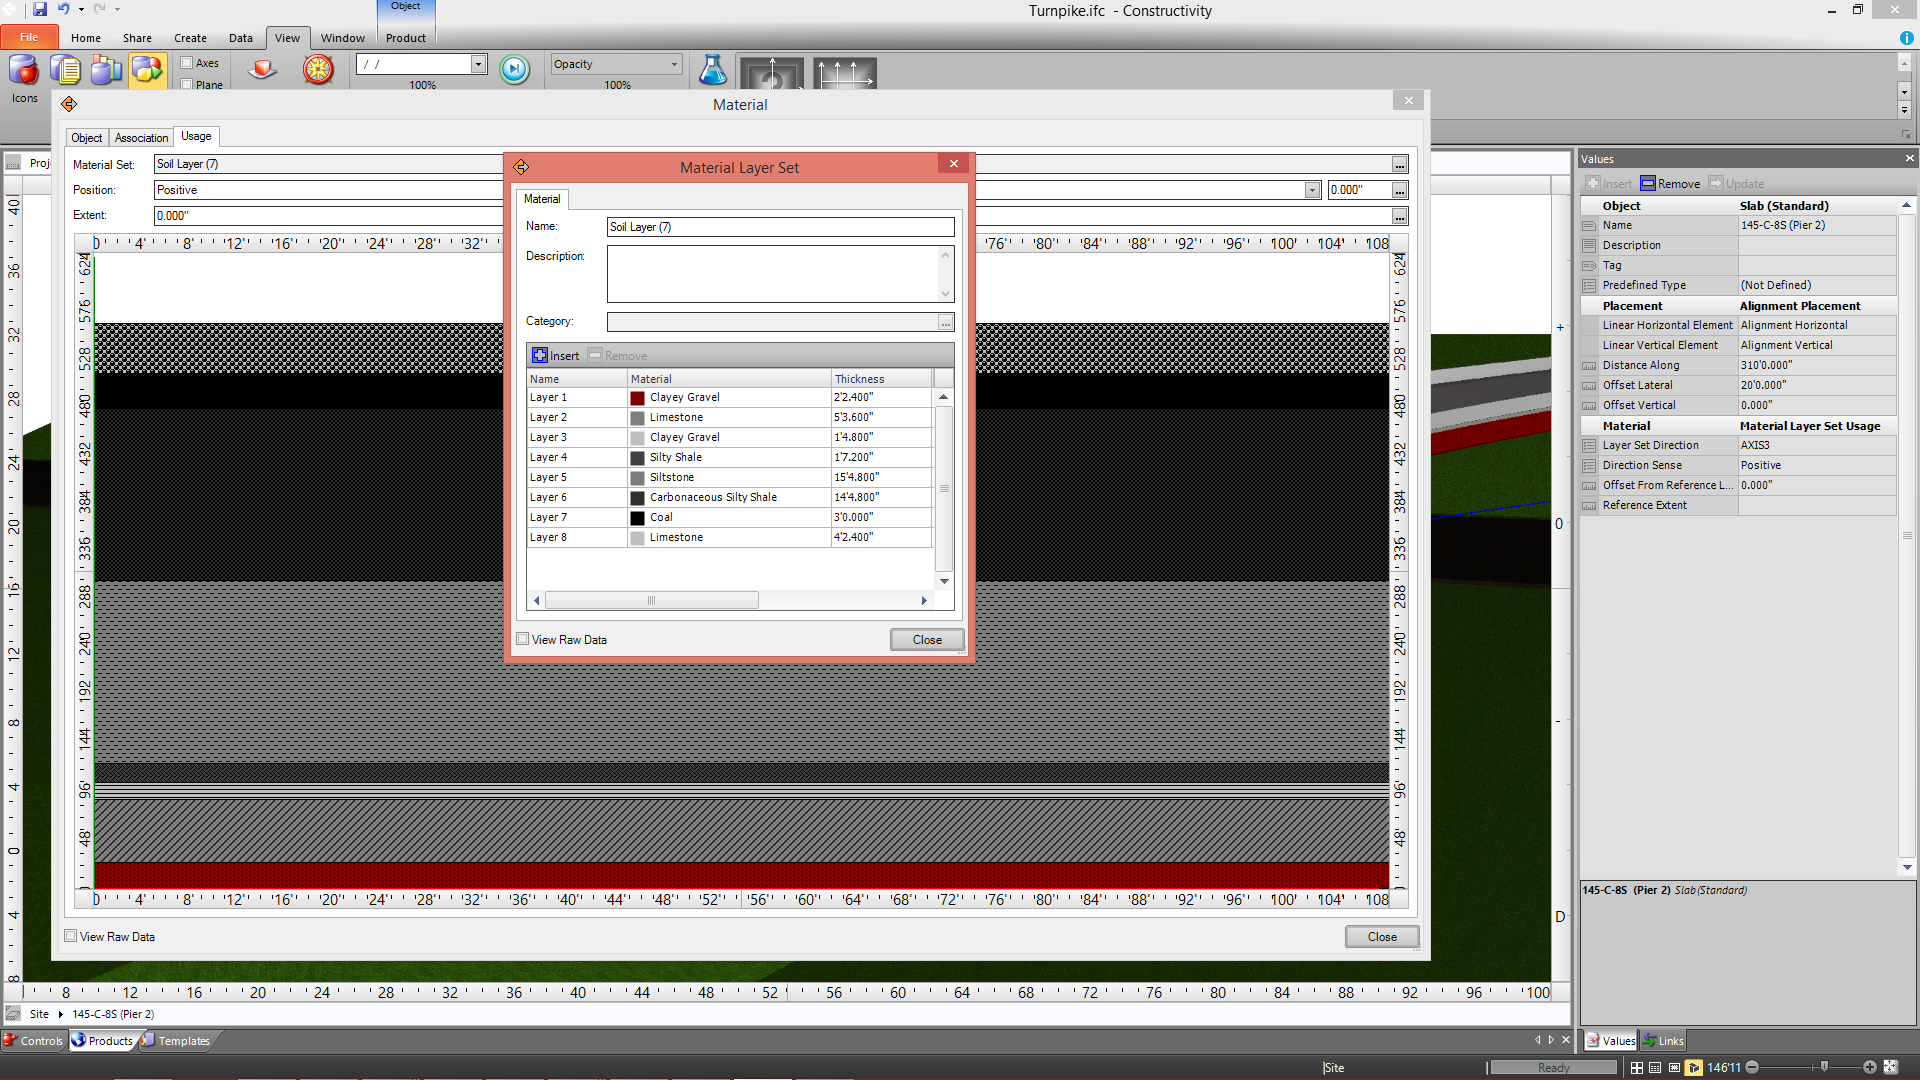 Object
Turnpike.ifc - Constructivity
File Home Share Create Data View Window Product
Axes
Plane
/ /
100%
Opacity
100%
Icons
Material
Object Association Usage
Material Set: Soil Layer (7)
Position: Positive 0.000"
Extent: 0.000"
Material Layer Set
Material
Name: Soil Layer (7)
Description:
Category:
Insert Remove
Name Material Thickness
Layer 1 Clayey Gravel 2'2.400"
Layer 2 Limestone 5'3.600"
Layer 3 Clayey Gravel 1'4.800"
Layer 4 Silty Shale 1'7.200"
Layer 5 Siltstone 15'4.800"
Layer 6 Carbonaceous Silty Shale 14'4.800"
Layer 7 Coal 3'0.000"
Layer 8 Limestone 4'2.400"
View Raw Data Close
0 4' 8' 12' 16' 20' 24' 28' 32' 76' 80' 84' 88' 92' 96' 100' 104' 108
624
576
528
480
432
384
336
288
240
192
144
96
48'
0 4' 8' 12' 16' 20' 24' 28' 32' 36' 40' 44' 48' 52' 56' 60' 64' 68' 72' 76' 80' 84' 88' 92' 96' 100' 104' 108
View Raw Data Close
Proj
40
36
32
28
24
20
16
12
8
4
0
4
8
8 12 16 20 24 28 32 36 40 44 48 52 56 60 64 68 72 76 80 84 88 92 96 100
+
0
-
D
Site 145-C-8S (Pier 2)
Controls Products Templates
Values
Insert Remove Update
Object Slab (Standard)
Name 145-C-8S (Pier 2)
Description
Tag
Predefined Type (Not Defined)
Placement Alignment Placement
Linear Horizontal Element Alignment Horizontal
Linear Vertical Element Alignment Vertical
Distance Along 310'0.000"
Offset Lateral 20'0.000"
Offset Vertical 0.000"
Material Material Layer Set Usage
Layer Set Direction AXIS3
Direction Sense Positive
Offset From Reference L... 0.000"
Reference Extent
145-C-8S (Pier 2) Slab(Standard)
Values Links
Site Ready 146'11